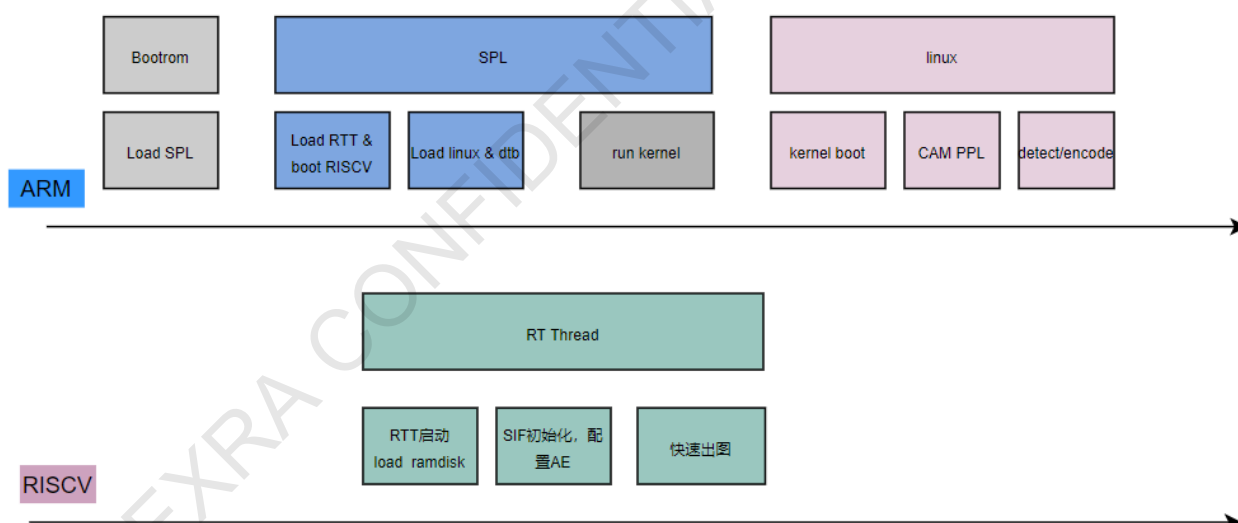 Bootrom
SPL
linux
Load SPL
Load RTT &
boot RISCV
Load linux & dtb
run kernel
kernel boot
CAM PPL
detect/encode
ARM
RT Thread
RTT启动
load ramdisk
SIF初始化，配
置AE
快速出图
RISCV
EXRA CONFIDENTIA